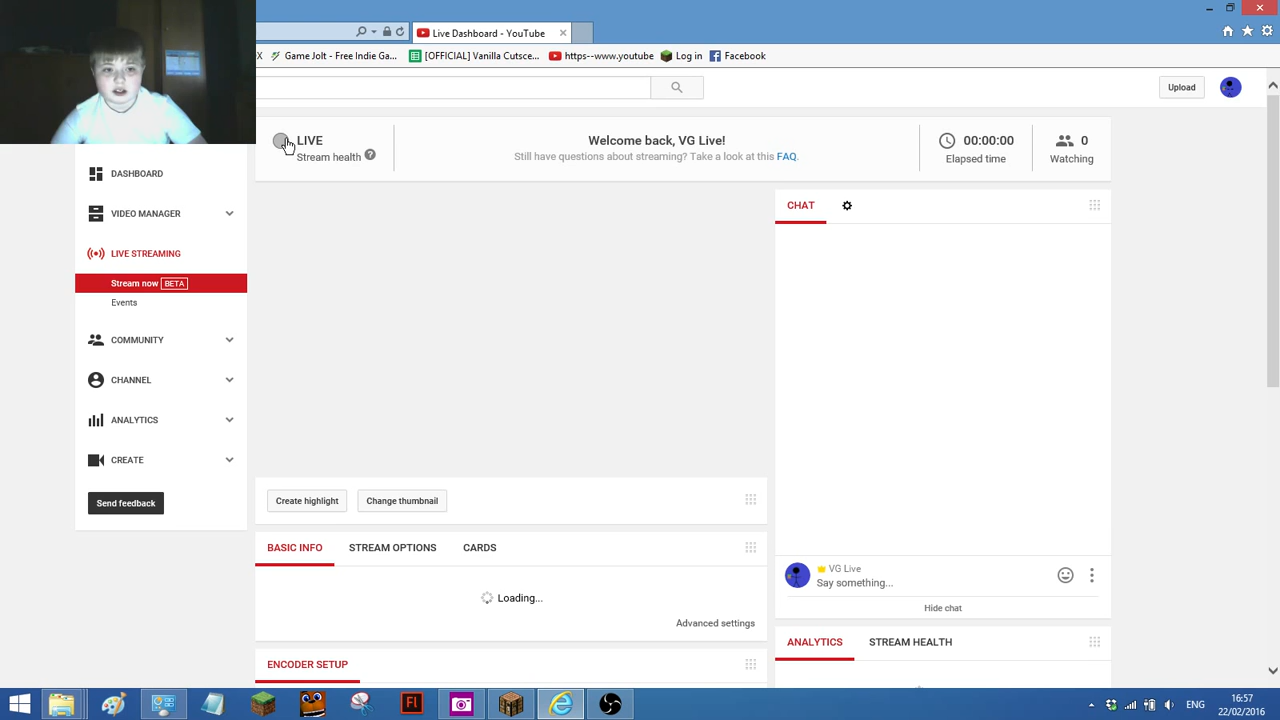 Live Dashboard - YouTube
X
Game Jolt - Free Indie Ga...
[OFFICIAL] Vanilla Cutsce...
https--www.youtube
Log in
Facebook
Upload
LIVE
Stream health
Welcome back, VG Live!
Still have questions about streaming? Take a look at this FAQ.
00:00:00
Elapsed time
0
Watching
DASHBOARD
VIDEO MANAGER
LIVE STREAMING
Stream now BETA
Events
COMMUNITY
CHANNEL
ANALYTICS
CREATE
Send feedback
CHAT
Create highlight
Change thumbnail
BASIC INFO
STREAM OPTIONS
CARDS
Loading...
Advanced settings
ENCODER SETUP
VG Live
Say something...
Hide chat
ANALYTICS
STREAM HEALTH
Fl
16:57
22/07/16